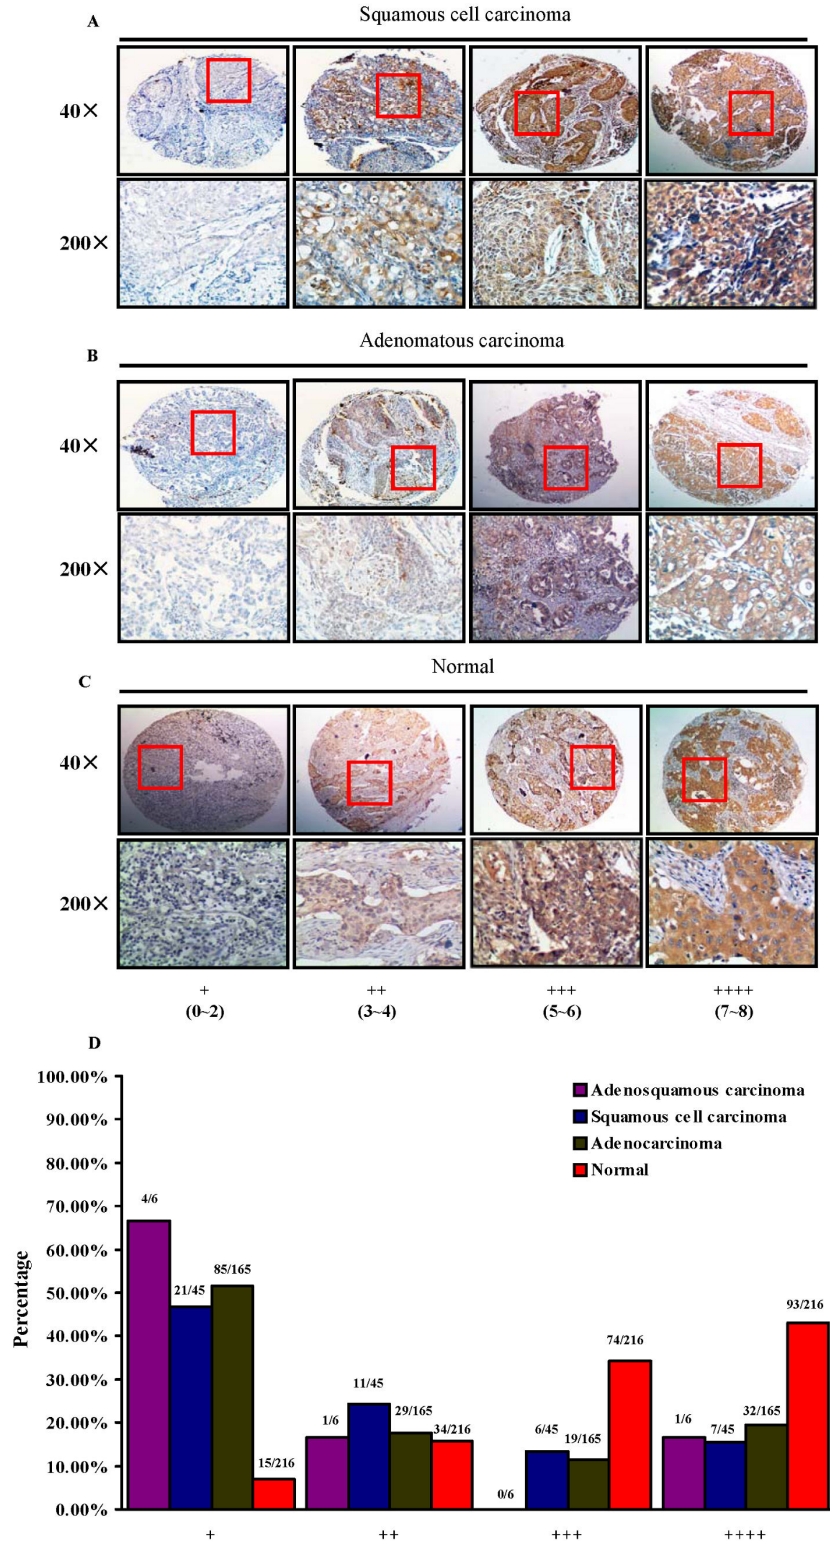 A
Squamous cell carcinoma
40×
200×
B
Adenomatous carcinoma
40×
200×
C
Normal
40×
200×
+ ++ +++ ++++
(0~2) (3~4) (5~6) (7~8)
D
100.00%
90.00%
80.00%
70.00%
60.00%
50.00%
40.00%
30.00%
20.00%
10.00%
0.00%
Percentage
Adenosquamous carcinoma
Squamous cell carcinoma
Adenocarcinoma
Normal
4/6 21/45 85/165 15/216
1/6 11/45 29/165 34/216
0/6 6/45 19/165 74/216
1/6 7/45 32/165 93/216
+ ++ +++ ++++